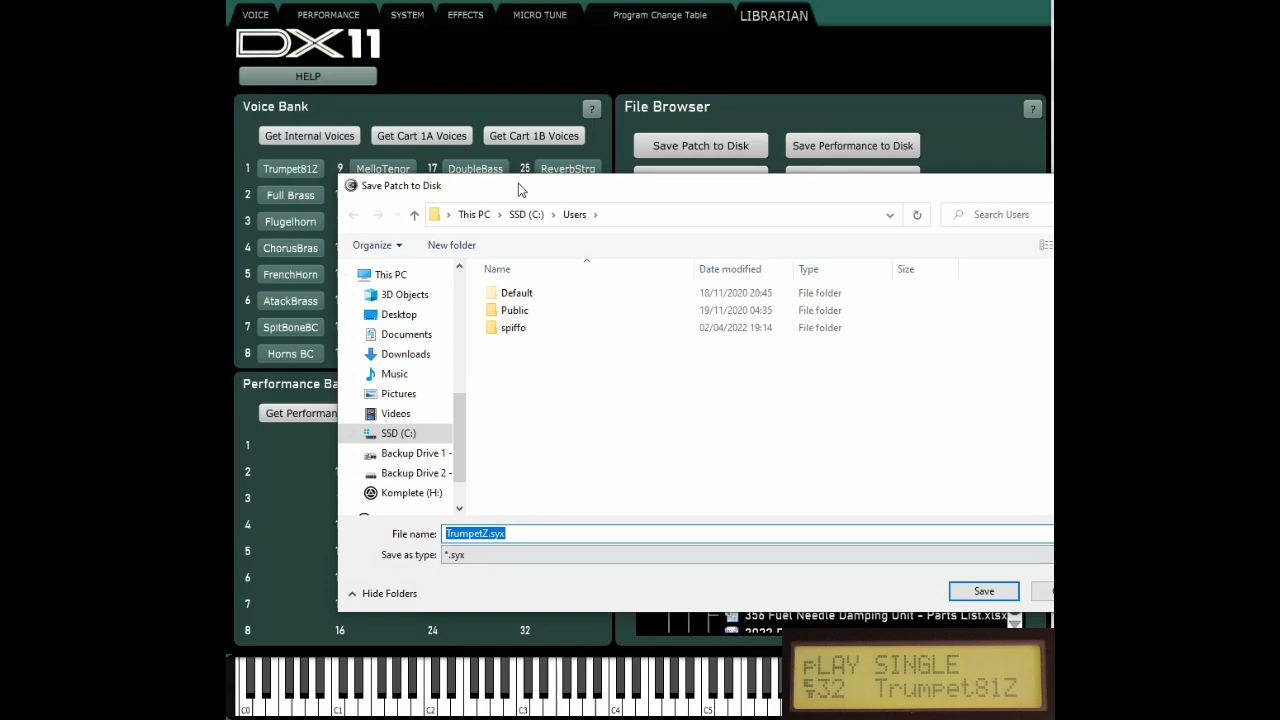 VOICE PERFORMANCE SYSTEM EFFECTS MICRO TUNE Program Change Table LIBRARIAN
DX11
HELP
Voice Bank ?
Get Internal Voices Get Cart 1A Voices Get Cart 1B Voices
1 Trumpet81Z 9 MelloTenor 17 DoubleBass 25 ReverbStrg
2 Full Brass
3 Flugelhorn
4 ChorusBras
5 FrenchHorn
6 AtackBrass
7 SpitBoneBC
8 Horns BC
File Browser ?
Save Patch to Disk Save Performance to Disk
Save Patch to Disk
This PC SSD (C:) Users
Search Users
Organize New folder
This PC
3D Objects
Desktop
Documents
Downloads
Music
Pictures
Videos
SSD (C:)
Backup Drive 1 -
Backup Drive 2 -
Komplete (H:)
Name Date modified Type Size
Default 18/11/2020 20:45 File folder
Public 19/11/2020 04:35 File folder
spiffo 02/04/2022 19:14 File folder
File name: TrumpetZ.syx
Save as type: *.syx
Hide Folders
Save
Performance Ba
Get Performan
1
2
3
4
5
6
7
8 16 24 32
356 Fuel Needle Damping Unit - Parts List.xlsx
C0 C1 C2 C3 C4 C5
PLAY SINGLE
32 Trumpet81Z